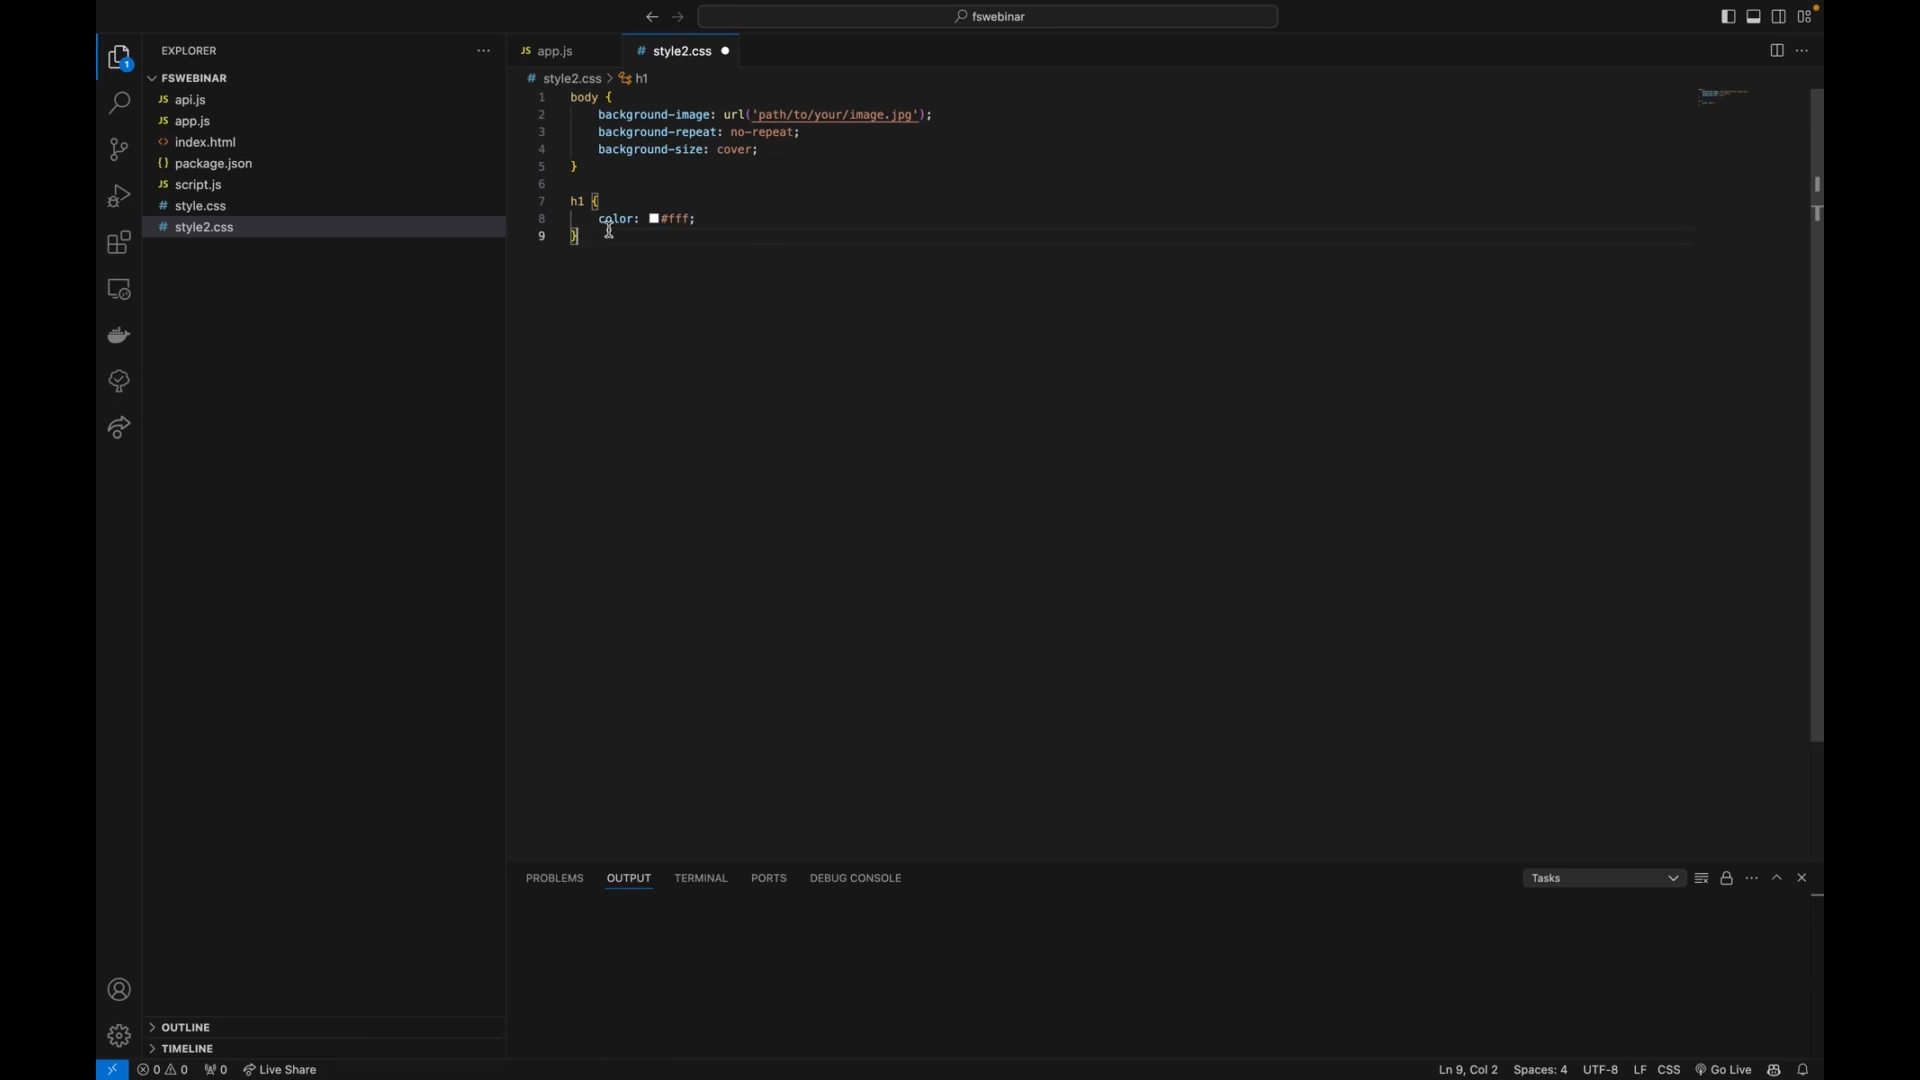 fswebinar
EXPLORER
FSWEBINAR
JS api.js
JS app.js
<> index.html
{} package.json
JS script.js
# style.css
# style2.css
OUTLINE
TIMELINE
1
JS app.js
# style2.css
# style2.css > h1
1 body {
2 background-image: url('path/to/your/image.jpg');
3 background-repeat: no-repeat;
4 background-size: cover;
5 }
6
7 h1 {
8 color: #fff;
9 }
PROBLEMS OUTPUT TERMINAL PORTS DEBUG CONSOLE
Tasks
0 0 0 Live Share
Ln 9, Col 2 Spaces: 4 UTF-8 LF CSS Go Live